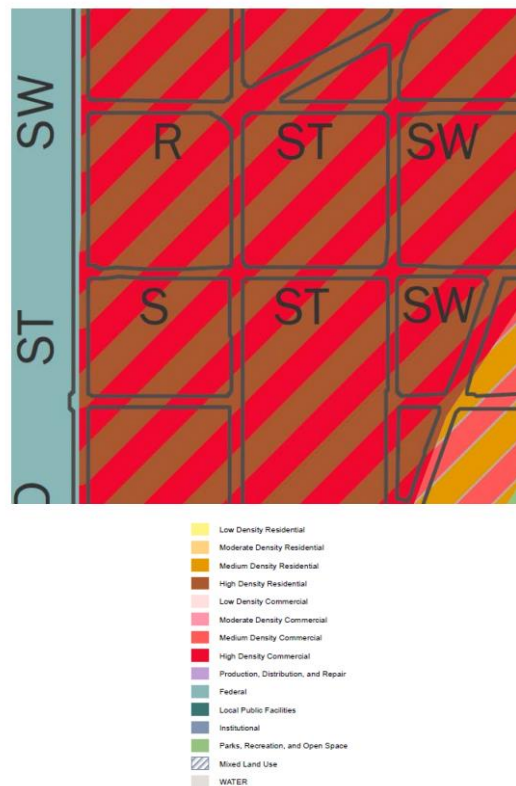 SW
R ST SW
S ST SW
ST
Low Density Residential
Moderate Density Residential
Medium Density Residential
High Density Residential
Low Density Commercial
Moderate Density Commercial
Medium Density Commercial
High Density Commercial
Production, Distribution, and Repair
Federal
Local Public Facilities
Institutional
Parks, Recreation, and Open Space
Mixed Land Use
WATER